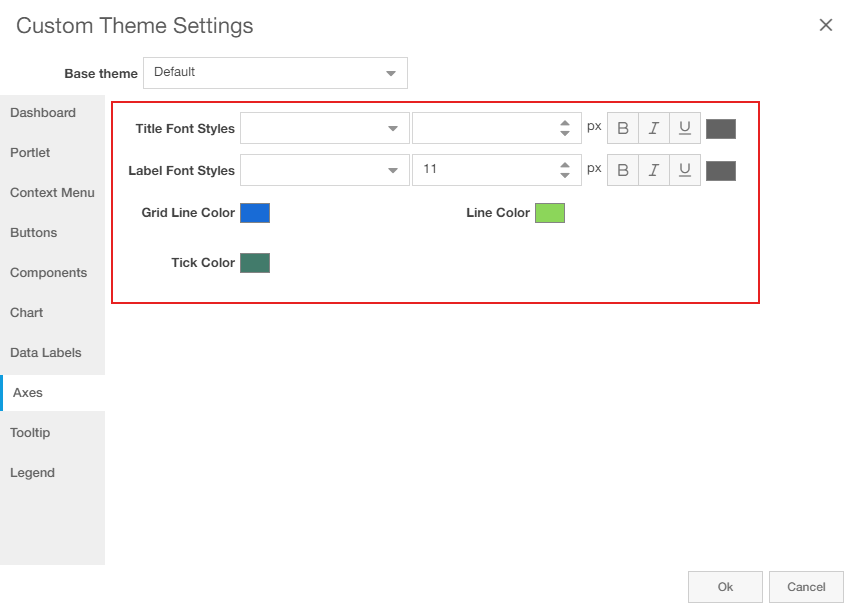 Custom Theme Settings
Base theme Default
Dashboard
Portlet
Context Menu
Buttons
Components
Chart
Data Labels
Axes
Tooltip
Legend
Title Font Styles px B I U
Label Font Styles 11 px B I U
Grid Line Color Line Color
Tick Color
Ok Cancel